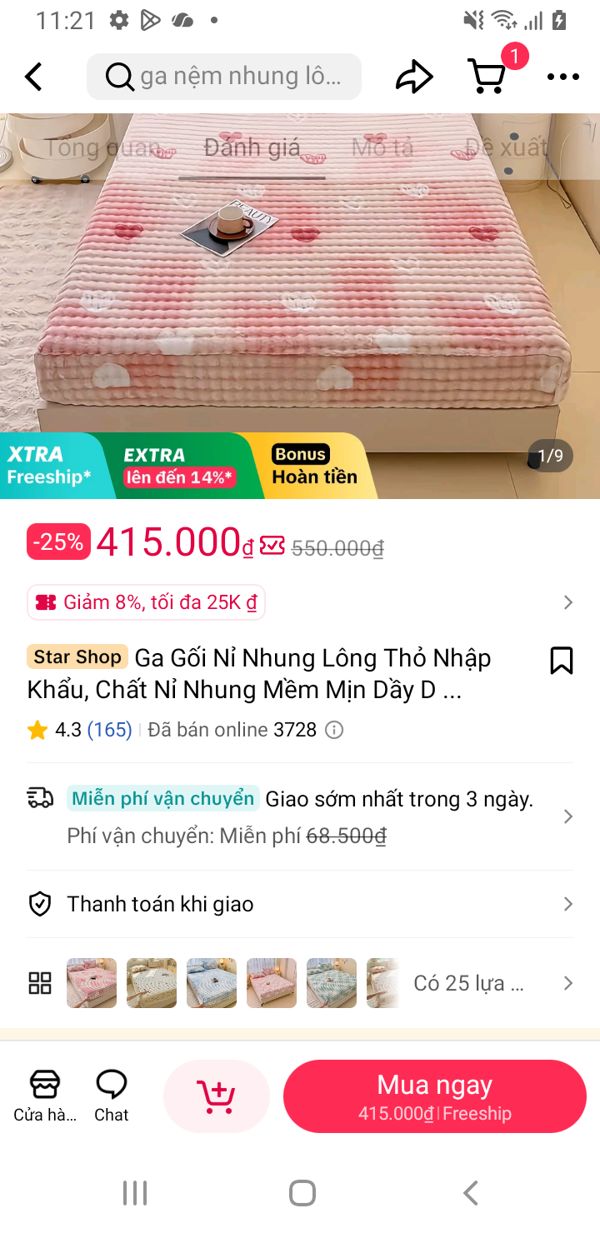 11:21
ga nệm nhung lô...
1
Tổng quan Đánh giá Mô tả Đề xuất
BEAUTY
XTRA
Freeship*
EXTRA
lên đến 14%*
Bonus
Hoàn tiền
1/9
-25% 415.000₫ 550.000₫
Giảm 8%, tối đa 25K ₫
Star Shop Ga Gối Nỉ Nhung Lông Thỏ Nhập
Khẩu, Chất Nỉ Nhung Mềm Mịn Dầy D ...
4.3 (165) Đã bán online 3728
Miễn phí vận chuyển Giao sớm nhất trong 3 ngày.
Phí vận chuyển: Miễn phí 68.500₫
Thanh toán khi giao
Có 25 lựa ...
Cửa hà... Chat
Mua ngay
415.000₫ | Freeship